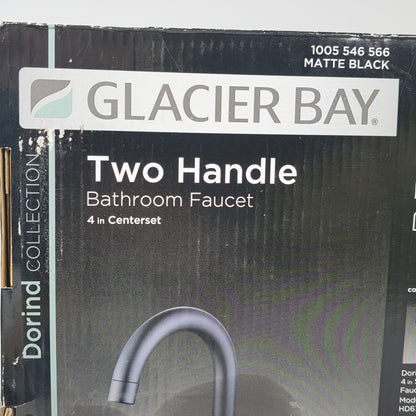 1005 546 566
MATTE BLACK
GLACIER BAY®
Two Handle
Bathroom Faucet
4 in Centerset
Dorind COLLECTION